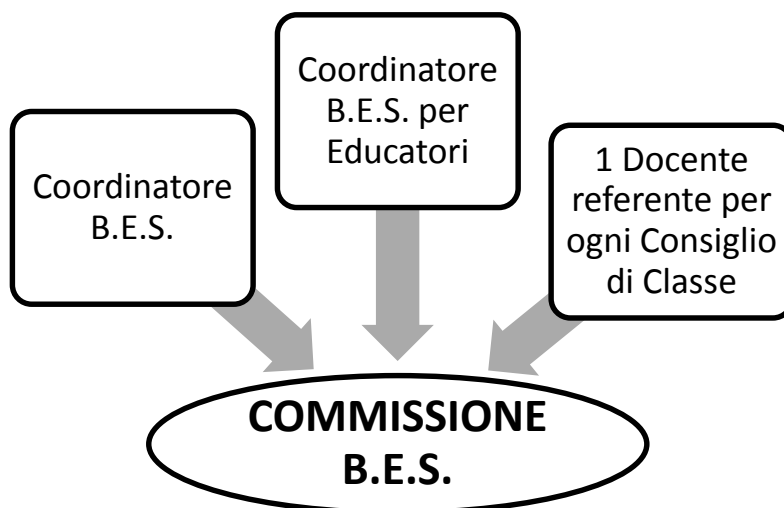 Coordinatore
B.E.S.
Coordinatore
B.E.S. per
Educatori
1 Docente
referente per
ogni Consiglio
di Classe
COMMISSIONE
B.E.S.